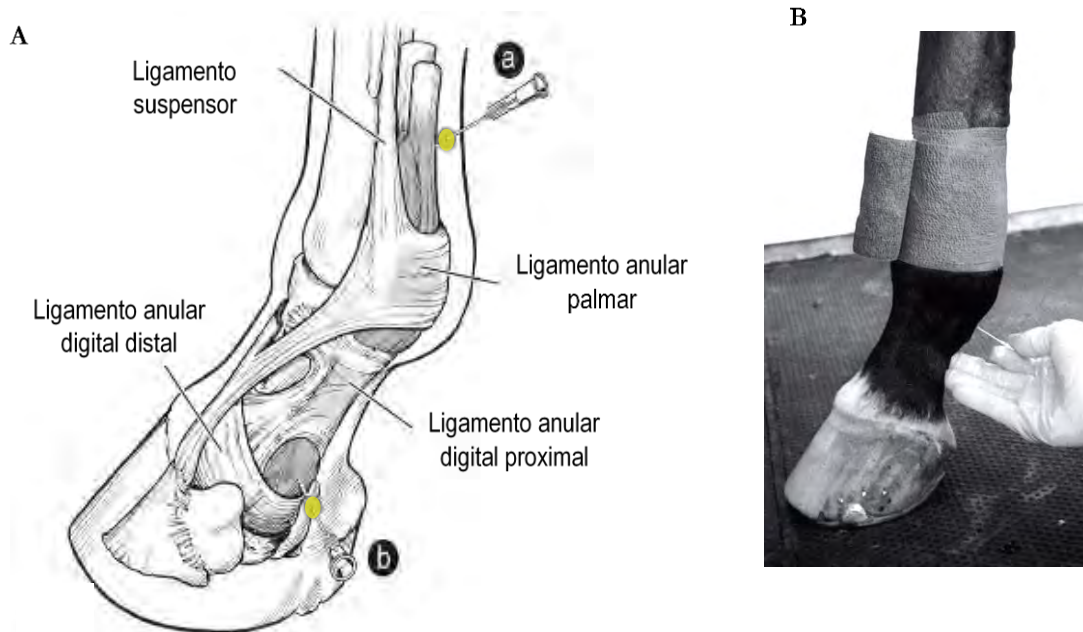 A
B
a
Ligamento
suspensor
Ligamento anular
palmar
Ligamento anular
digital distal
Ligamento anular
digital proximal
b